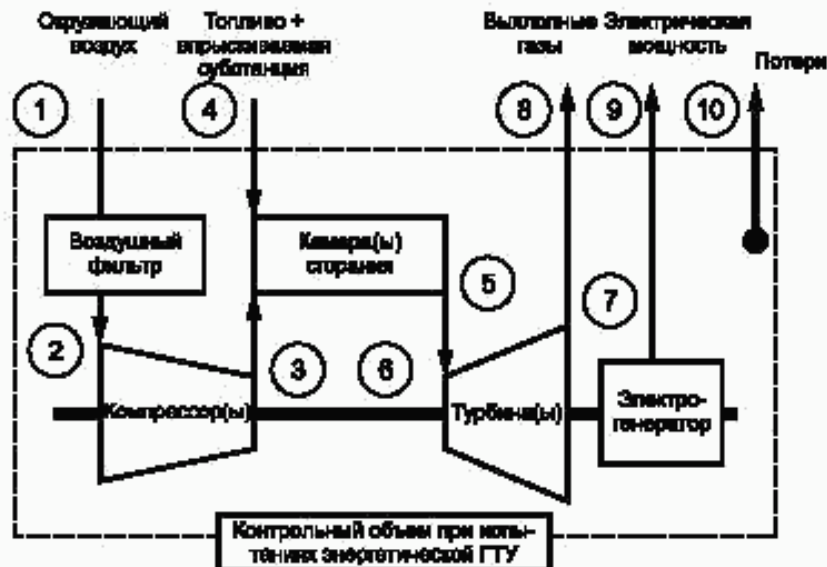 Окружающий
воздух
Топливо +
впрыскиваемая
субстанция
Выхлопные
газы
Электрическая
мощность
Потери
1
4
8
9
10
Воздушный
фильтр
Камера(ы)
сгорания
5
7
2
3
6
Компрессор(ы)
Турбина(ы)
Электро-
генератор
Контрольный объем при испы-
таниях энергетической ГТУ